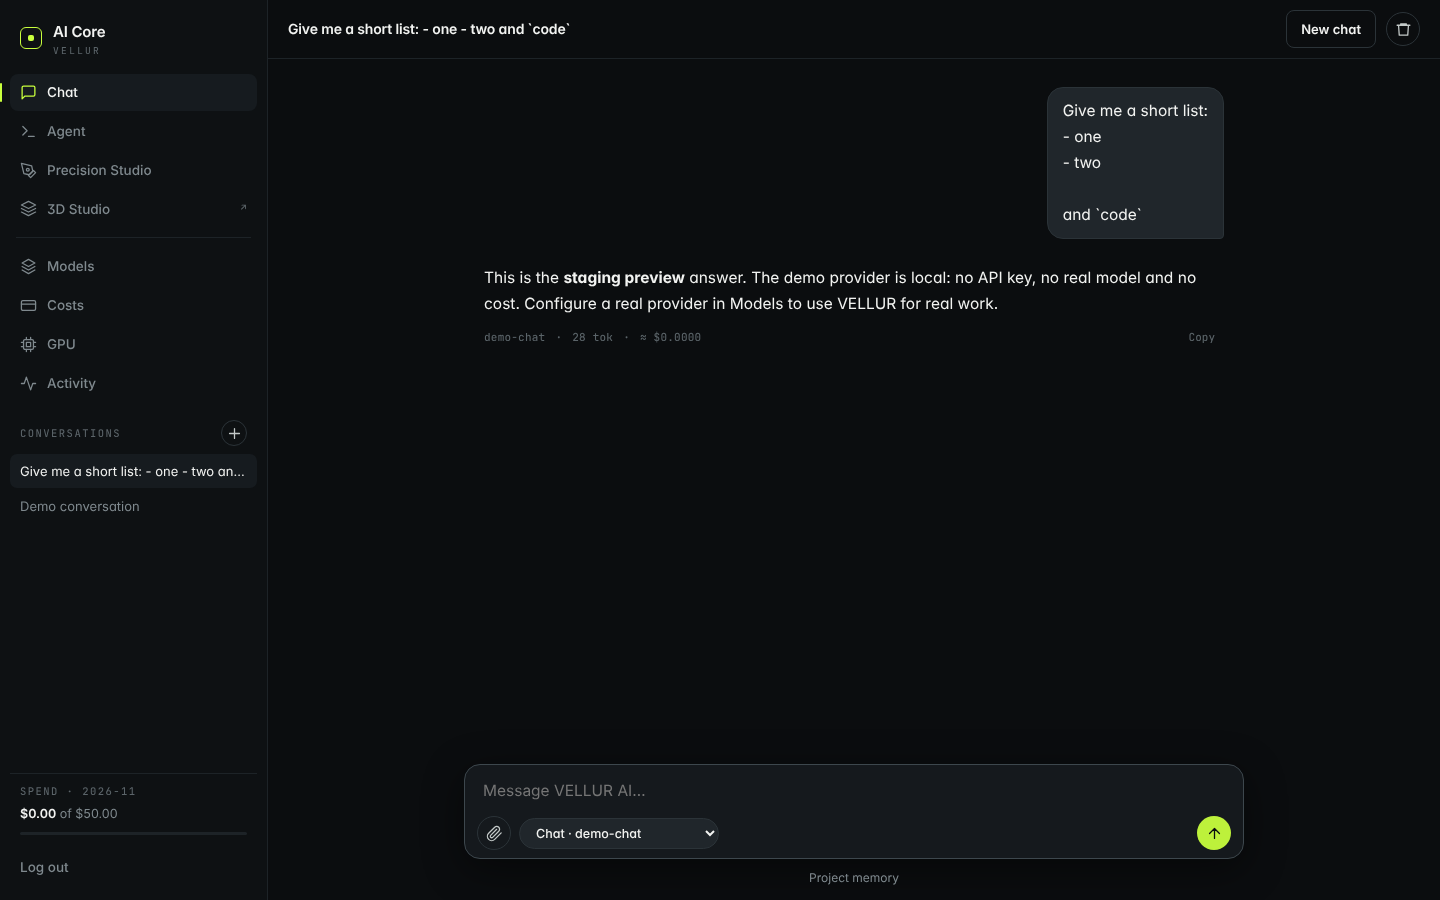 AI Core
VELLUR
Chat
Agent
Precision Studio
3D Studio
Models
Costs
GPU
Activity
CONVERSATIONS
Give me a short list: - one - two an...
Demo conversation
SPEND · 2026-11
$0.00 of $50.00
Log out
Give me a short list: - one - two and `code`
New chat
Give me a short list:
- one
- two
and `code`
This is the staging preview answer. The demo provider is local: no API key, no real model and no
cost. Configure a real provider in Models to use VELLUR for real work.
demo-chat · 28 tok · ≈ $0.0000
Copy
Message VELLUR AI...
Chat · demo-chat
Project memory